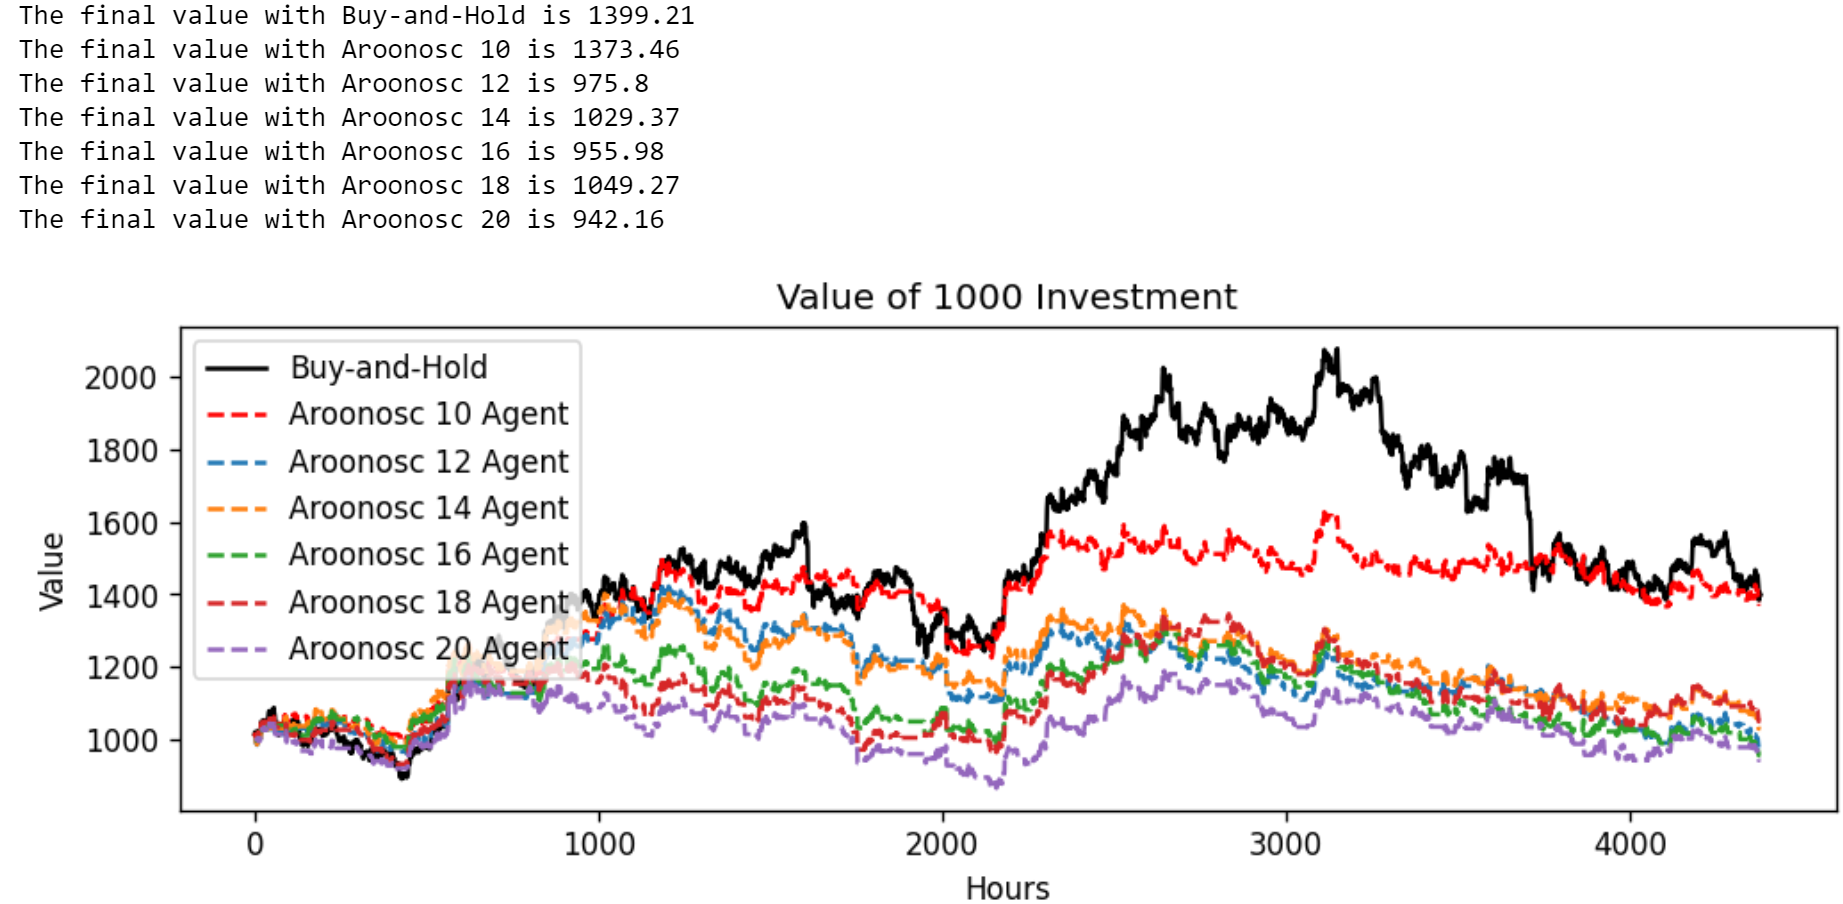 The final value with Buy-and-Hold is 1399.21
The final value with Aroonosc 10 is 1373.46
The final value with Aroonosc 12 is 975.8
The final value with Aroonosc 14 is 1029.37
The final value with Aroonosc 16 is 955.98
The final value with Aroonosc 18 is 1049.27
The final value with Aroonosc 20 is 942.16
Value of 1000 Investment
Buy-and-Hold
Aroonosc 10 Agent
Aroonosc 12 Agent
Aroonosc 14 Agent
Aroonosc 16 Agent
Aroonosc 18 Agent
Aroonosc 20 Agent
Value
2000
1800
1600
1400
1200
1000
0 1000 2000 3000 4000
Hours